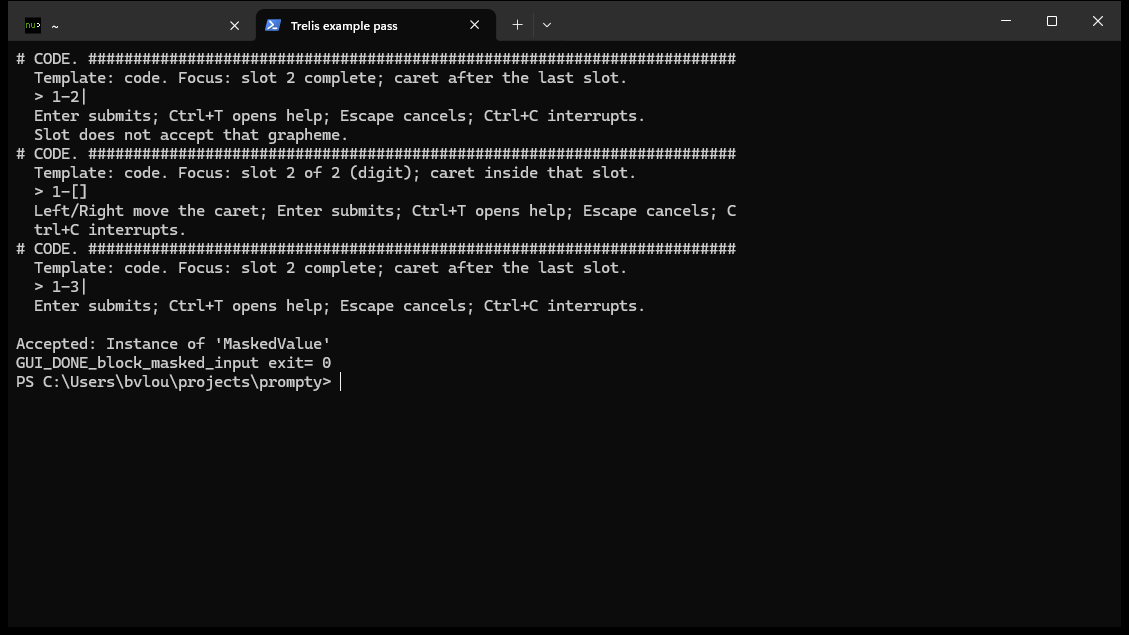 nu> ~
Trelis example pass
# CODE. ########################################################################
Template: code. Focus: slot 2 complete; caret after the last slot.
> 1-2|
Enter submits; Ctrl+T opens help; Escape cancels; Ctrl+C interrupts.
Slot does not accept that grapheme.
# CODE. ########################################################################
Template: code. Focus: slot 2 of 2 (digit); caret inside that slot.
> 1-[]
Left/Right move the caret; Enter submits; Ctrl+T opens help; Escape cancels; C
trl+C interrupts.
# CODE. ########################################################################
Template: code. Focus: slot 2 complete; caret after the last slot.
> 1-3|
Enter submits; Ctrl+T opens help; Escape cancels; Ctrl+C interrupts.
Accepted: Instance of 'MaskedValue'
GUI_DONE_block_masked_input exit= 0
PS C:\Users\bvlou\projects\prompty>